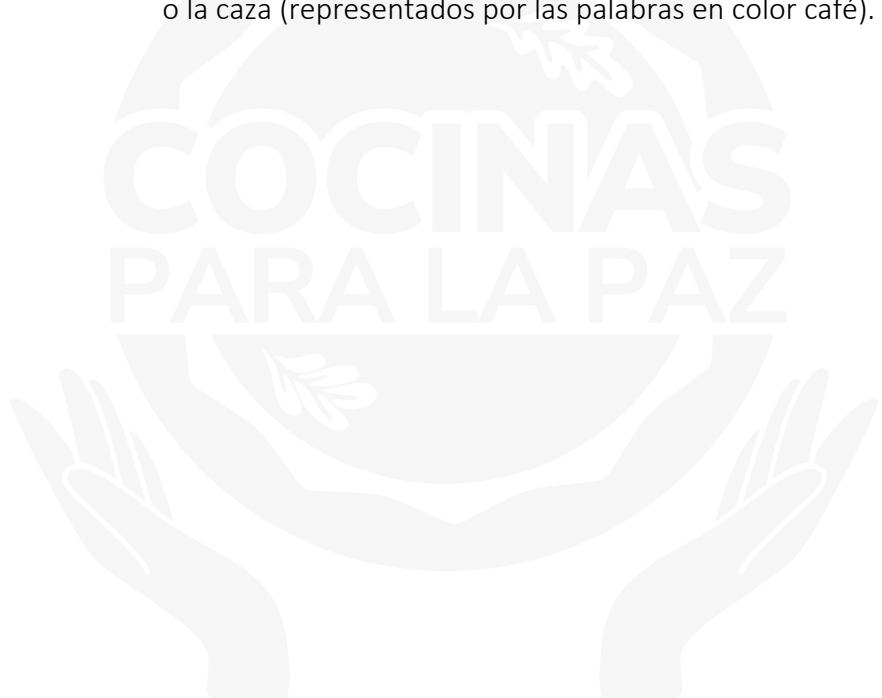 o la caza (representados por las palabras en color café).
COCINAS
PARA LA PAZ